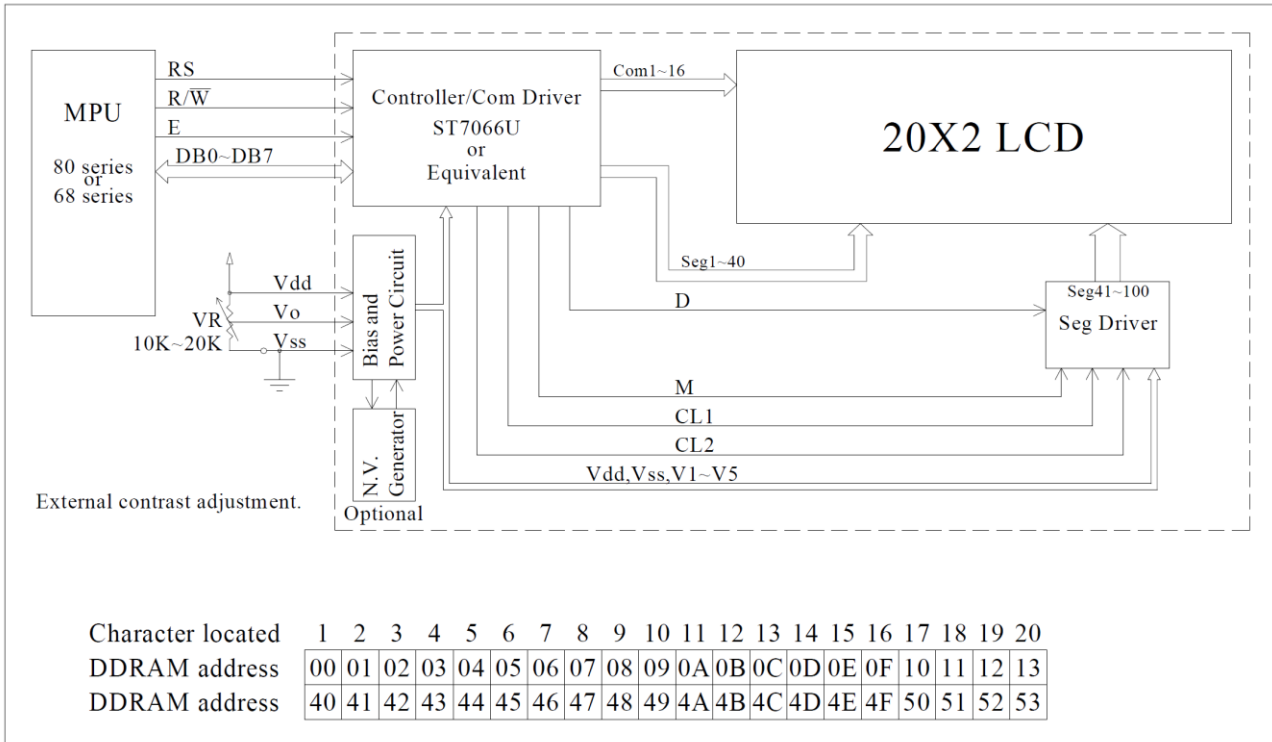 MPU
80 series
or
68 series
RS
R/W̅
E
DB0~DB7
Controller/Com Driver
ST7066U
or
Equivalent
Com1~16
20X2 LCD
Seg1~40
D
Seg41~100
Seg Driver
M
CL1
CL2
Vdd,Vss,V1~V5
Vdd
Vo
Vss
VR
10K~20K
Bias and
Power Circuit
N.V.
Generator
Optional
External contrast adjustment.
Character located 1 2 3 4 5 6 7 8 9 10 11 12 13 14 15 16 17 18 19 20
DDRAM address 00 01 02 03 04 05 06 07 08 09 0A 0B 0C 0D 0E 0F 10 11 12 13
DDRAM address 40 41 42 43 44 45 46 47 48 49 4A 4B 4C 4D 4E 4F 50 51 52 53